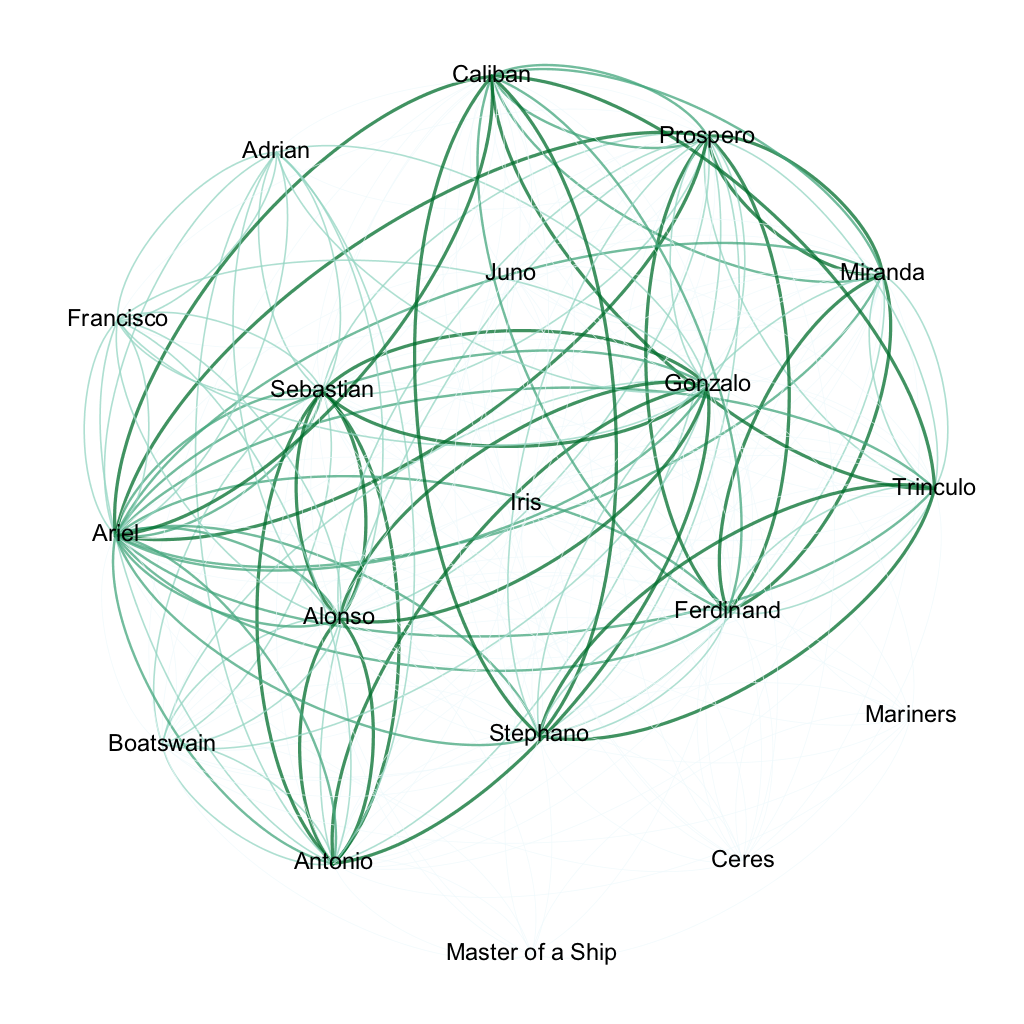 Caliban
Prospero
Adrian
Juno
Miranda
Francisco
Sebastian
Gonzalo
Trinculo
Iris
Ariel
Alonso
Ferdinand
Mariners
Stephano
Boatswain
Ceres
Antonio
Master of a Ship